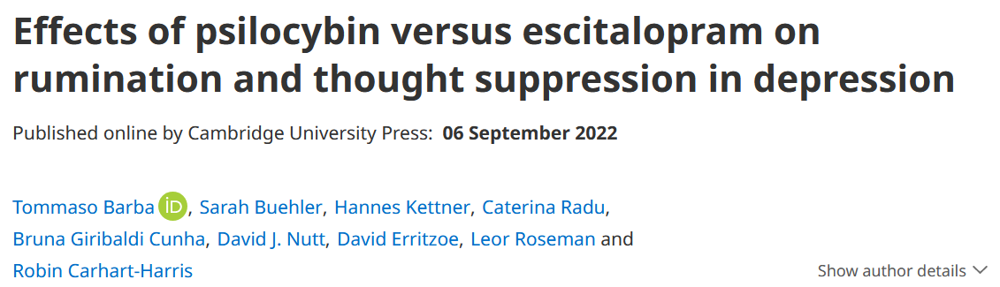 Effects of psilocybin versus escitalopram on
rumination and thought suppression in depression
Published online by Cambridge University Press: 06 September 2022
Tommaso Barba iD, Sarah Buehler, Hannes Kettner, Caterina Radu,
Bruna Giribaldi Cunha, David J. Nutt, David Erritzoe, Leor Roseman and
Robin Carhart-Harris
Show author details